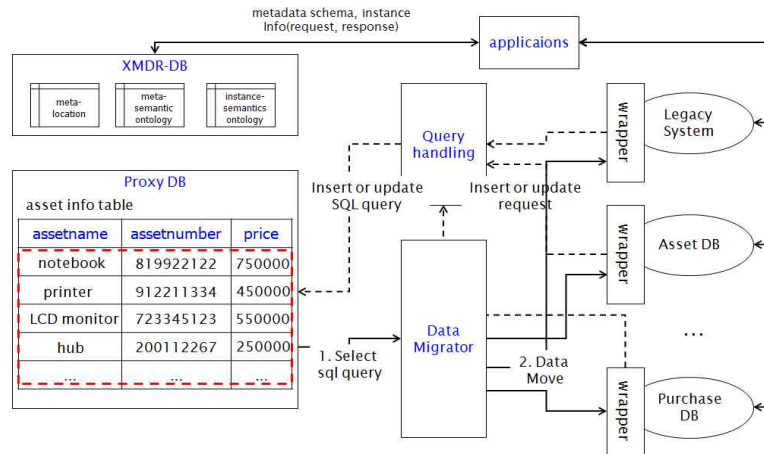 metadata schema, instance
Info(request, response)
applicaions
XMDR-DB
meta-
location
meta-
semantic
ontology
instance-
semantics
ontology
Query
handling
wrapper
Legacy
System
Proxy DB
asset info table
assetname assetnumber price
notebook 819922122 750000
printer 912211334 450000
LCD monitor 723345123 550000
hub 200112267 250000
... ... ...
Insert or update
SQL query
Insert or update
request
wrapper
Asset DB
Data
Migrator
1. Select
sql query
2. Data
Move
...
wrapper
Purchase
DB